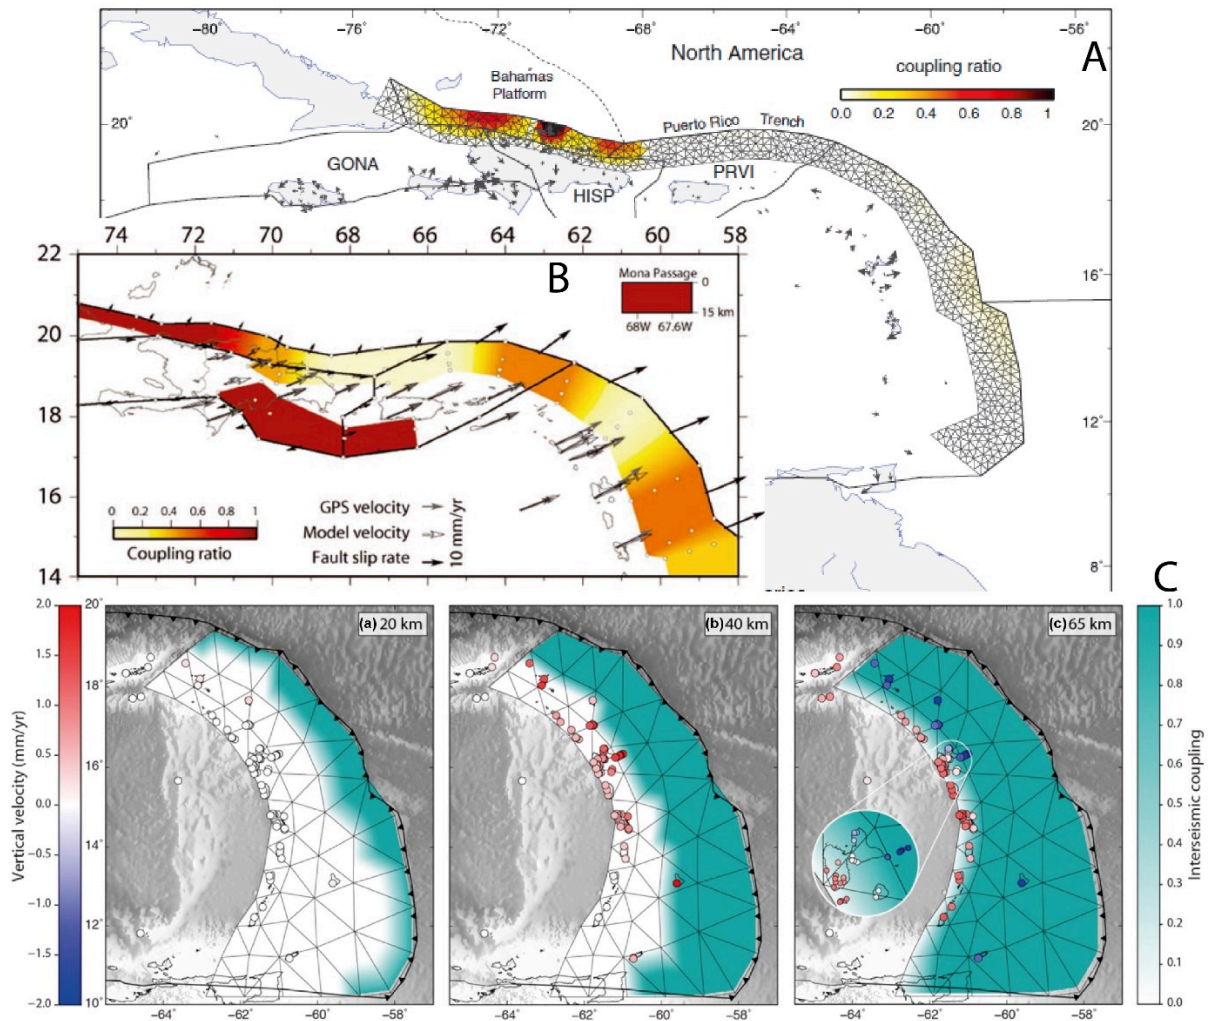 −80 −76 −72 −68 −64 −60 −56
North America
A
coupling ratio
0.0 0.2 0.4 0.6 0.8 1
Bahamas
Platform
20° 20°
Puerto Rico Trench
GONA
PRVI
HISP
16°
12°
8°
74 72 70 68 66 64 62 60 58
22
20
18
16
14
B
Mona Passage
0
15 km
68W 67.6W
0 0.2 0.4 0.6 0.8 1
Coupling ratio
GPS velocity
Model velocity
Fault slip rate
10 mm/yr
C
Vertical velocity (mm/yr)
2.0
1.5
1.0
0.5
0.0
−0.5
−1.0
−1.5
−2.0
20°
18°
16°
14°
12°
10°
(a) 20 km
−64 −62 −60 −58
(b) 40 km
−64 −62 −60 −58
(c) 65 km
−64 −62 −60 −58
1.0
0.9
0.8
0.7
0.6
0.5
0.4
0.3
0.2
0.1
0.0
Interseismic coupling